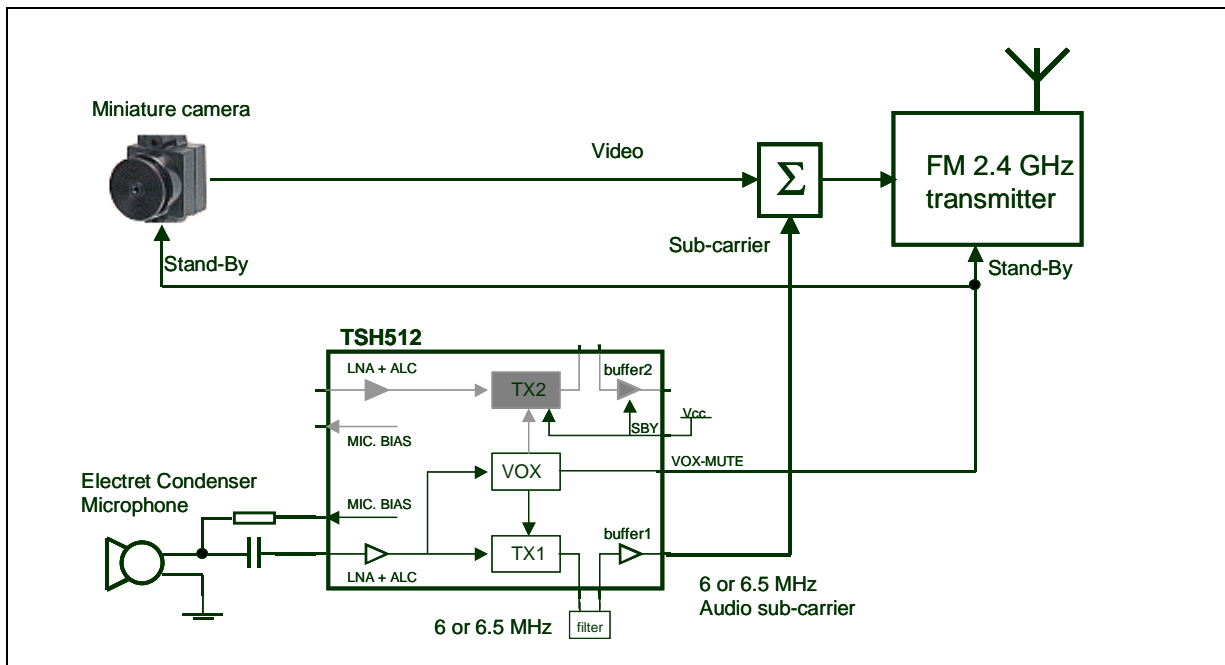 Miniature camera
Video
Σ
FM 2.4 GHz
transmitter
Sub-carrier
Stand-By
Stand-By
TSH512
LNA + ALC
TX2
buffer2
Vcc
SBY
MIC. BIAS
VOX
VOX-MUTE
Electret Condenser
Microphone
MIC. BIAS
buffer1
TX1
LNA + ALC
6 or 6.5 MHz
Audio sub-carrier
6 or 6.5 MHz
filter